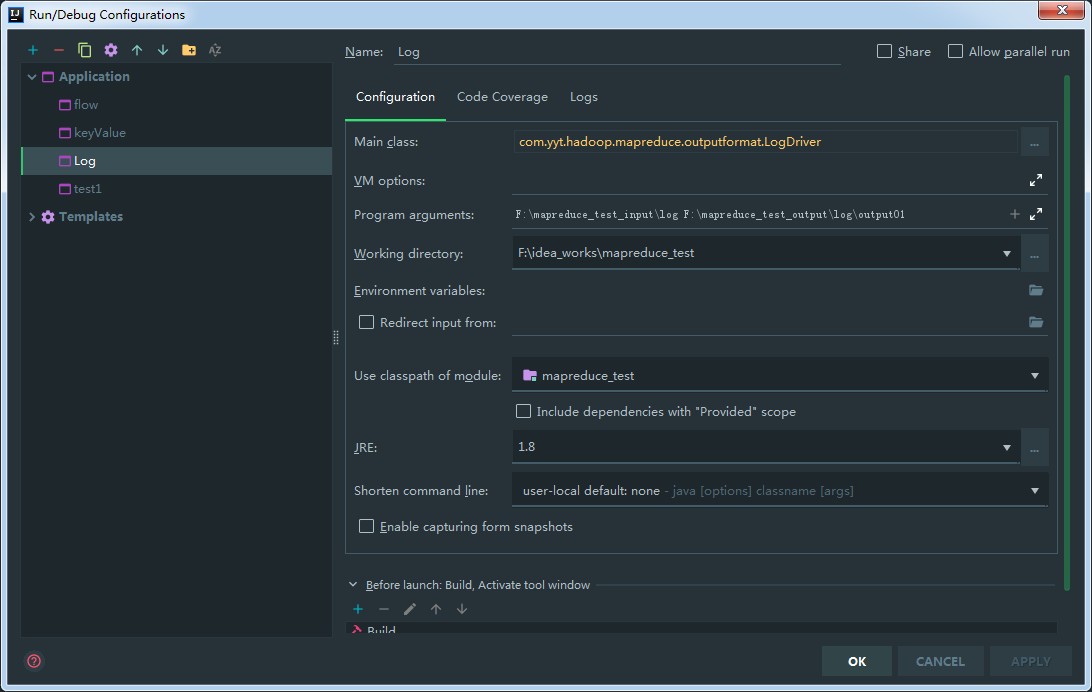 Run/Debug Configurations
Name: Log
Share
Allow parallel run
Application
flow
keyValue
Log
test1
Templates
Configuration Code Coverage Logs
Main class: com.yyt.hadoop.mapreduce.outputformat.LogDriver ...
VM options:
Program arguments: F:\mapreduce_test_input\log F:\mapreduce_test_output\log\output01
Working directory: F:\idea_works\mapreduce_test ...
Environment variables:
Redirect input from:
Use classpath of module: mapreduce_test
Include dependencies with "Provided" scope
JRE: 1.8 ...
Shorten command line: user-local default: none - java [options] classname [args]
Enable capturing form snapshots
Before launch: Build, Activate tool window
Build
OK CANCEL APPLY